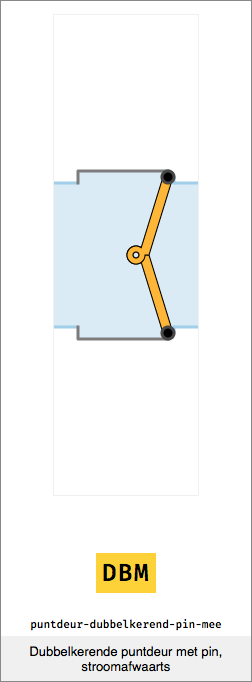 DBM
puntdeur-dubbelkerend-pin-mee
Dubbelkerende puntdeur met pin,
stroomafwaarts